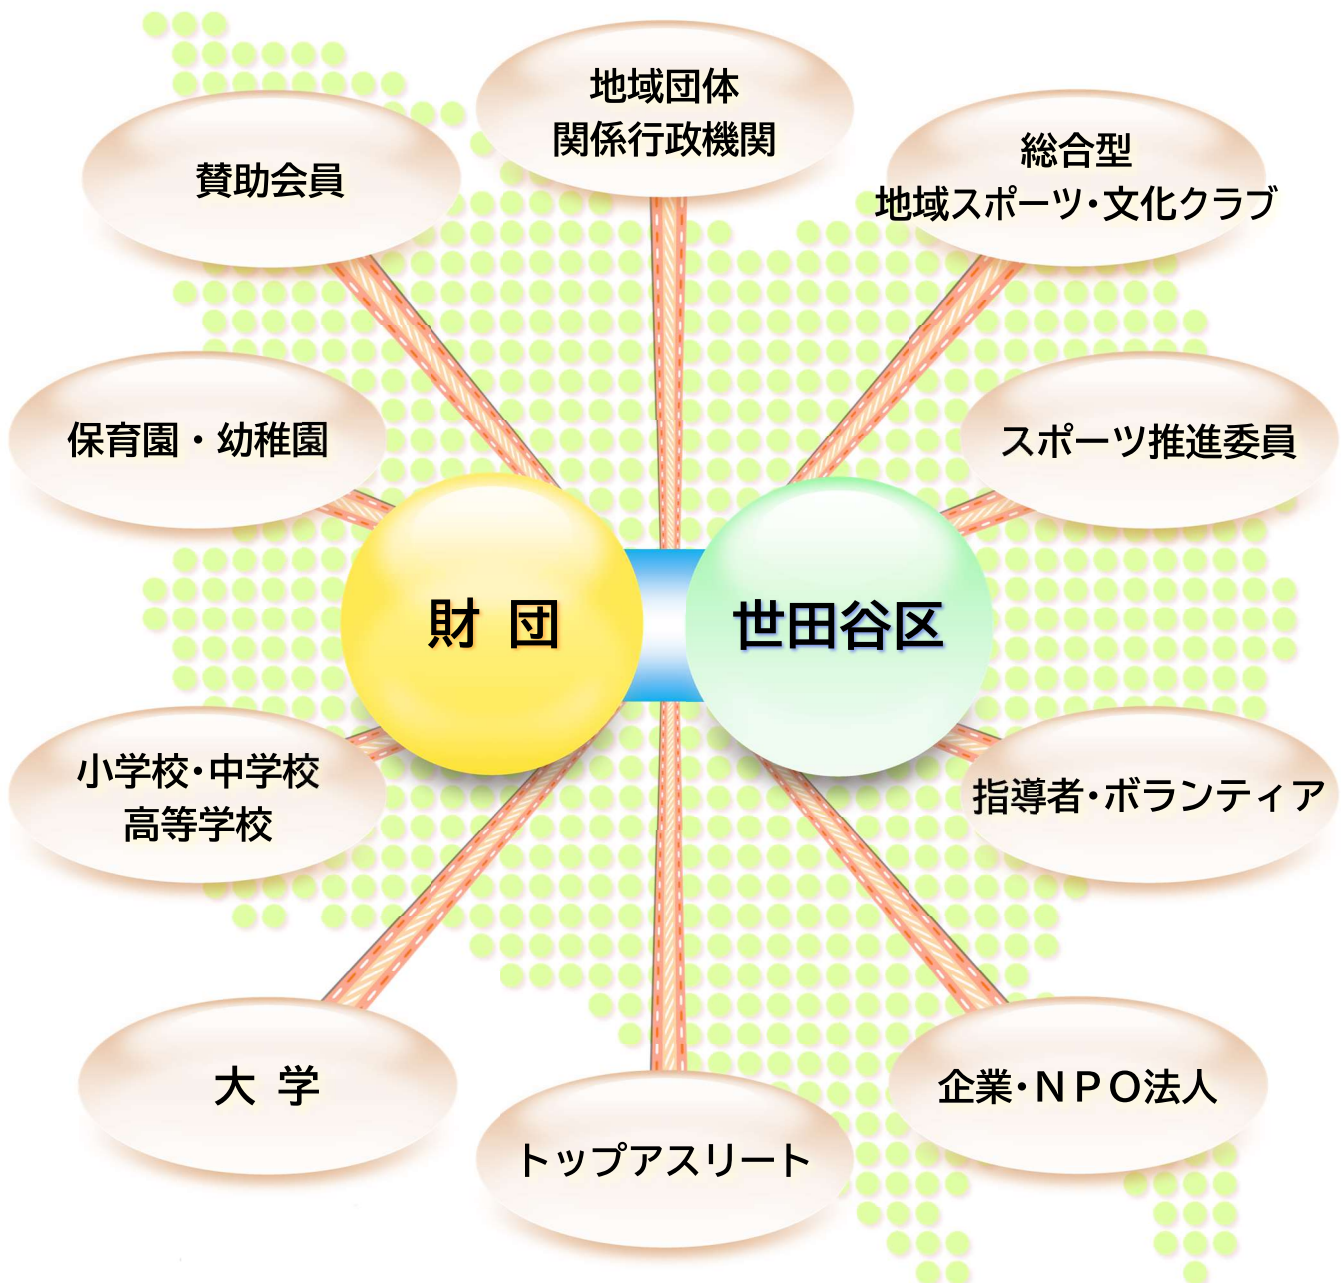 地域団体
関係行政機関
賛助会員
総合型
地域スポーツ・文化クラブ
保育園・幼稚園
スポーツ推進委員
財 団
世田谷区
小学校・中学校
高等学校
指導者・ボランティア
大 学
企業・NPO法人
トップアスリート